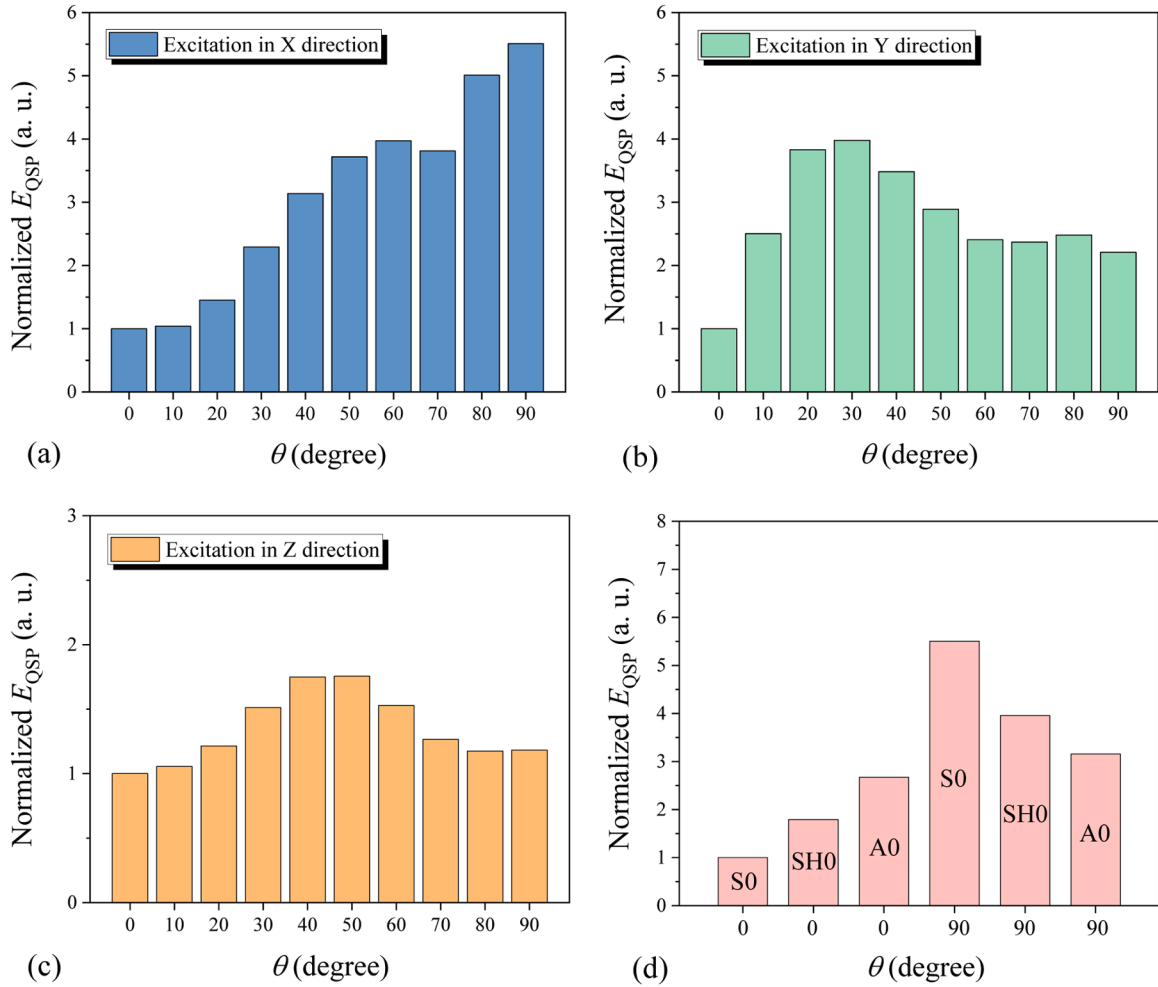 6
5
4
3
2
1
0
Normalized E_QSP (a. u.)
Excitation in X direction
0 10 20 30 40 50 60 70 80 90
θ (degree)
(a)
6
5
4
3
2
1
0
Normalized E_QSP (a. u.)
Excitation in Y direction
0 10 20 30 40 50 60 70 80 90
θ (degree)
(b)
3
2
1
0
Normalized E_QSP (a. u.)
Excitation in Z direction
0 10 20 30 40 50 60 70 80 90
θ (degree)
(c)
8
7
6
5
4
3
2
1
0
Normalized E_QSP (a. u.)
S0 SH0 A0 S0 SH0 A0
0 0 0 90 90 90
θ (degree)
(d)